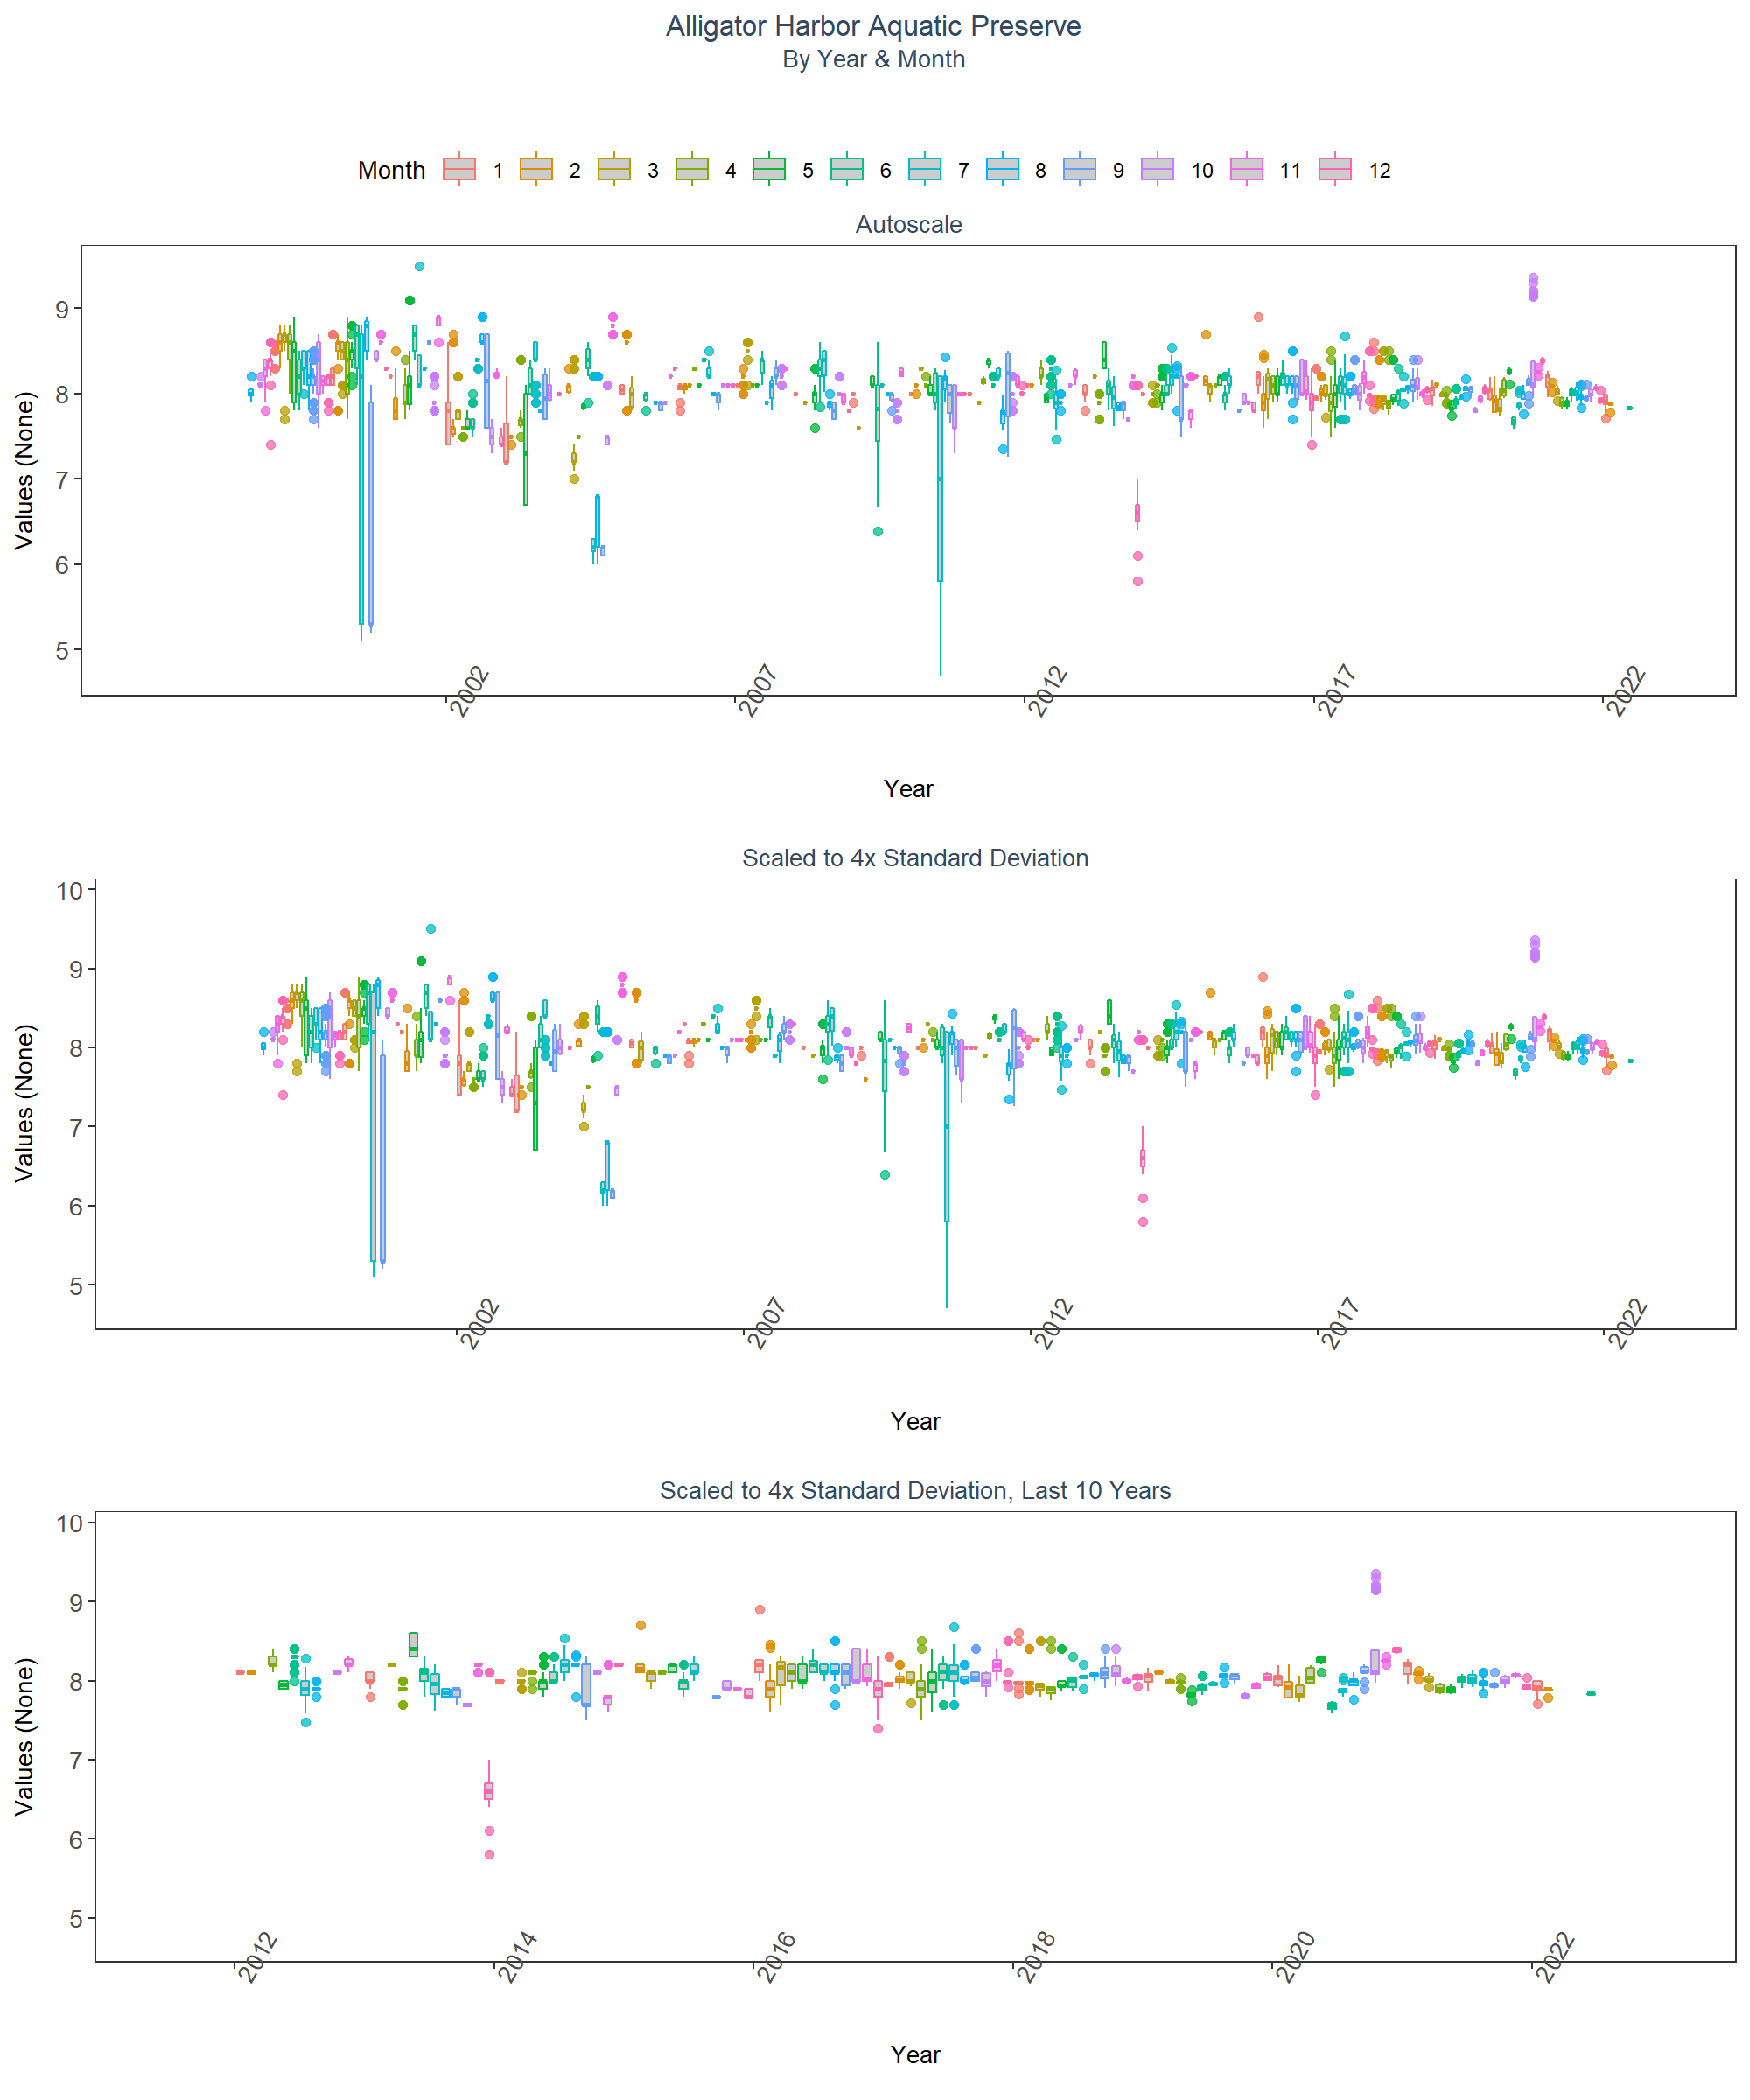 Alligator Harbor Aquatic Preserve
By Year & Month
Month 1 2 3 4 5 6 7 8 9 10 11 12
Autoscale
Values (None)
9
8
7
6
5
2002 2007 2012 2017 2022
Year
Scaled to 4x Standard Deviation
Values (None)
10
9
8
7
6
5
2002 2007 2012 2017 2022
Year
Scaled to 4x Standard Deviation, Last 10 Years
Values (None)
10
9
8
7
6
5
2012 2014 2016 2018 2020 2022
Year